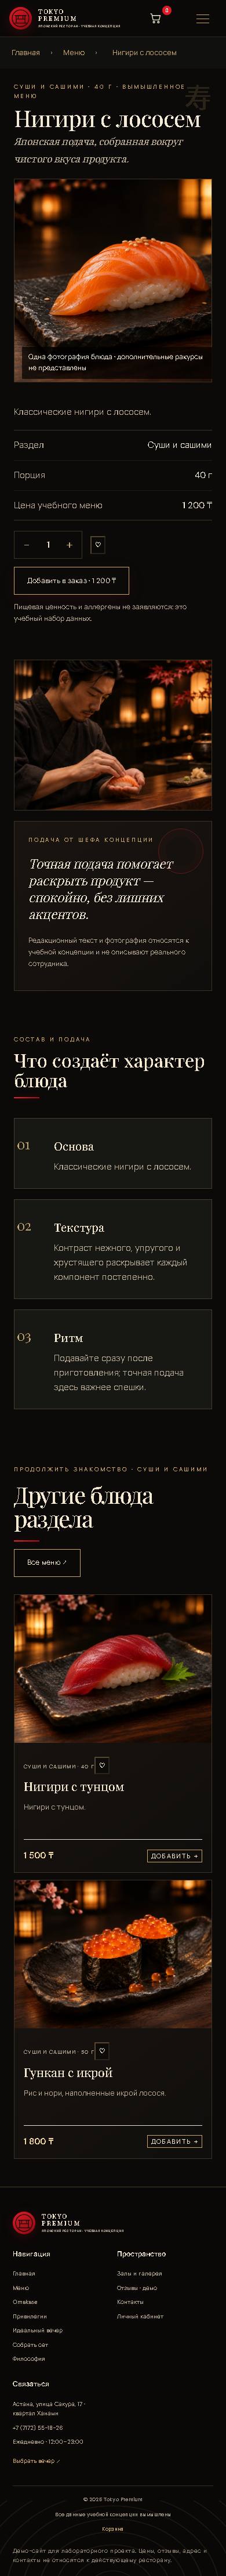 TOKYO
PREMIUM
ЯПОНСКИЙ РЕСТОРАН · УЧЕБНАЯ КОНЦЕПЦИЯ
Главная · Меню · Нигири с лососем
СУШИ И САШИМИ · 40 Г · ВЫМЫШЛЕННОЕ
МЕНЮ
寿
Нигири с лососем
Японская подача, собранная вокруг
чистого вкуса продукта.
Одна фотография блюда · дополнительные ракурсы
не представлены
Классические нигири с лососем.
Раздел Суши и сашими
Порция 40 г
Цена учебного меню 1 200 ₸
− 1 + ♡
Добавить в заказ · 1 200 ₸
Пищевая ценность и аллергены не заявляются: это
учебный набор данных.
ПОДАЧА ОТ ШЕФА КОНЦЕПЦИИ
Точная подача помогает
раскрыть продукт —
спокойно, без лишних
акцентов.
Редакционный текст и фотография относятся к
учебной концепции и не описывают реального
сотрудника.
СОСТАВ И ПОДАЧА
Что создаёт характер
блюда
01 Основа
Классические нигири с лососем.
02 Текстура
Контраст нежного, упругого и
хрустящего раскрывает каждый
компонент постепенно.
03 Ритм
Подавайте сразу после
приготовления; точная подача
здесь важнее спешки.
ПРОДОЛЖИТЬ ЗНАКОМСТВО · СУШИ И САШИМИ
Другие блюда
раздела
Все меню ↗
СУШИ И САШИМИ · 40 Г ♡
Нигири с тунцом
Нигири с тунцом.
1 500 ₸ ДОБАВИТЬ +
СУШИ И САШИМИ · 50 Г ♡
Гункан с икрой
Рис и нори, наполненные икрой лосося.
1 800 ₸ ДОБАВИТЬ +
TOKYO
PREMIUM
ЯПОНСКИЙ РЕСТОРАН · УЧЕБНАЯ КОНЦЕПЦИЯ
Навигация Пространство
Главная Залы и галерея
Меню Отзывы · демо
Омакасе Контакты
Привилегии Личный кабинет
Идеальный вечер
Собрать сет
Философия
Связаться
Астана, улица Сакура, 17 ·
квартал Ханами
+7 (7172) 55-18-26
Ежедневно · 12:00–23:00
Выбрать вечер ↗
Tokyo Premium
Все данные учебной концепции вымышлены
Корзина
Демо-сайт для лабораторного проекта. Цены, отзывы, адрес и
контакты не относятся к действующему ресторану.